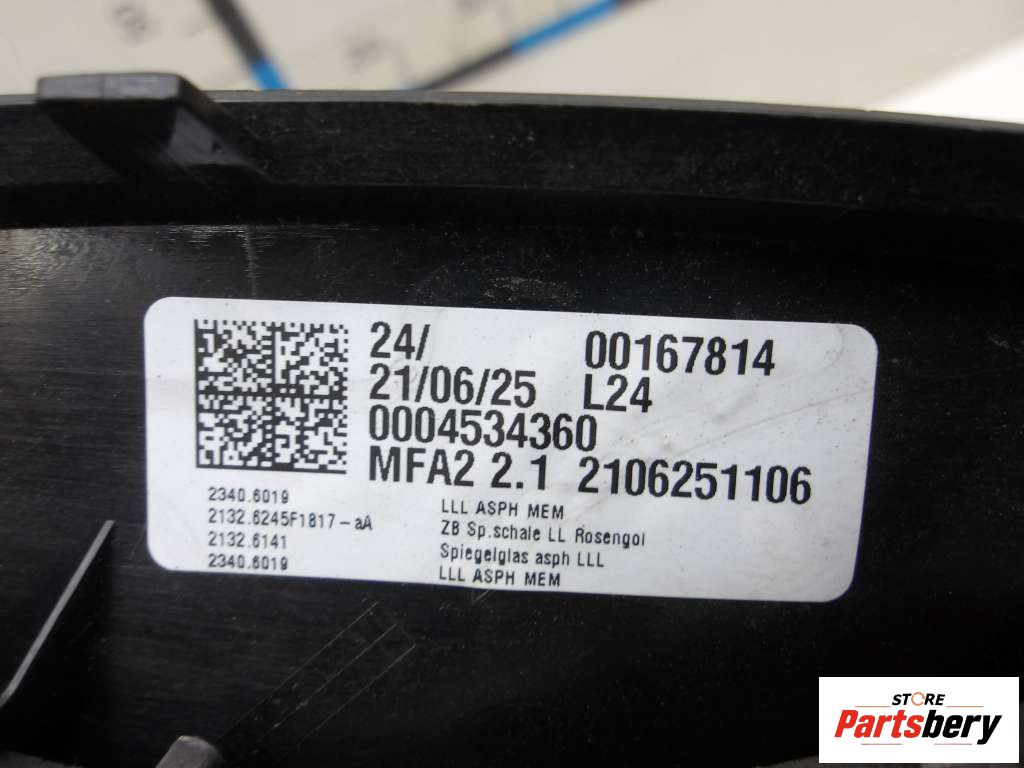 24/ 00167814
21/06/25 L24
0004534360
MFA2 2.1 2106251106
2340.6019 LLL ASPH MEM
2132.6245F1817-aA ZB Sp.schale LL Rosengol
2132.6141 Spiegelglas asph LLL
2340.6019 LLL ASPH MEM
STORE
Partsbery